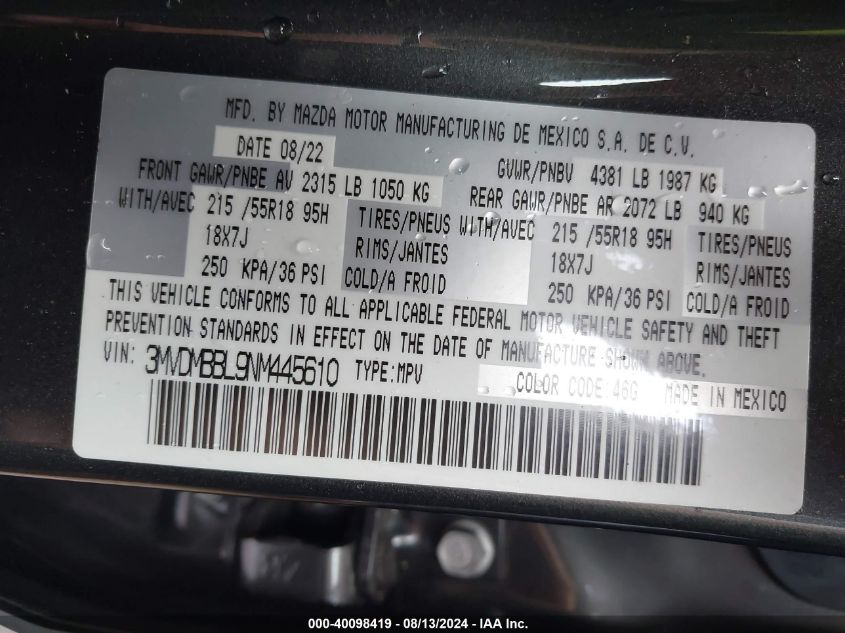 MFD. BY MAZDA MOTOR MANUFACTURING DE MEXICO S.A. DE C.V.
DATE 08/22 GVWR/PNBV 4381 LB 1987 KG
FRONT GAWR/PNBE AV 2315 LB 1050 KG REAR GAWR/PNBE AR 2072 LB 940 KG
WITH/AVEC 215 /55R18 95H TIRES/PNEUS WITH/AVEC 215 /55R18 95H TIRES/PNEUS
18X7J RIMS/JANTES 18X7J RIMS/JANTES
250 KPA/36 PSI COLD/A FROID 250 KPA/36 PSI COLD/A FROID
THIS VEHICLE CONFORMS TO ALL APPLICABLE FEDERAL MOTOR VEHICLE SAFETY AND THEFT
PREVENTION STANDARDS IN EFFECT ON THE DATE OF MANUFACTURE SHOWN ABOVE.
VIN: 3MVDMBBL9NM445610 TYPE:MPV
COLOR CODE:46G MADE IN MEXICO
000-40098419 - 08/13/2024 - IAA Inc.